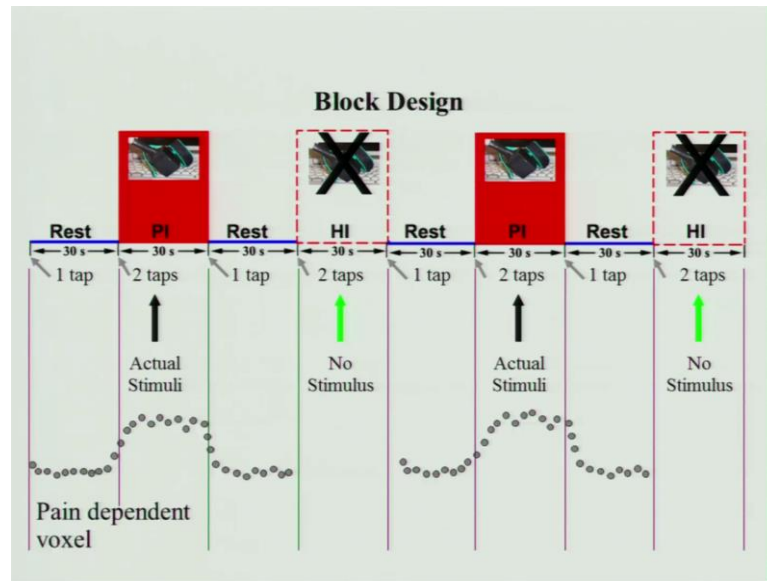 Block Design
Rest PI Rest HI Rest PI Rest HI
30 s 30 s 30 s 30 s 30 s 30 s 30 s 30 s
1 tap 2 taps 1 tap 2 taps 1 tap 2 taps 1 tap 2 taps
Actual No Actual No
Stimuli Stimulus Stimuli Stimulus
Pain dependent
voxel